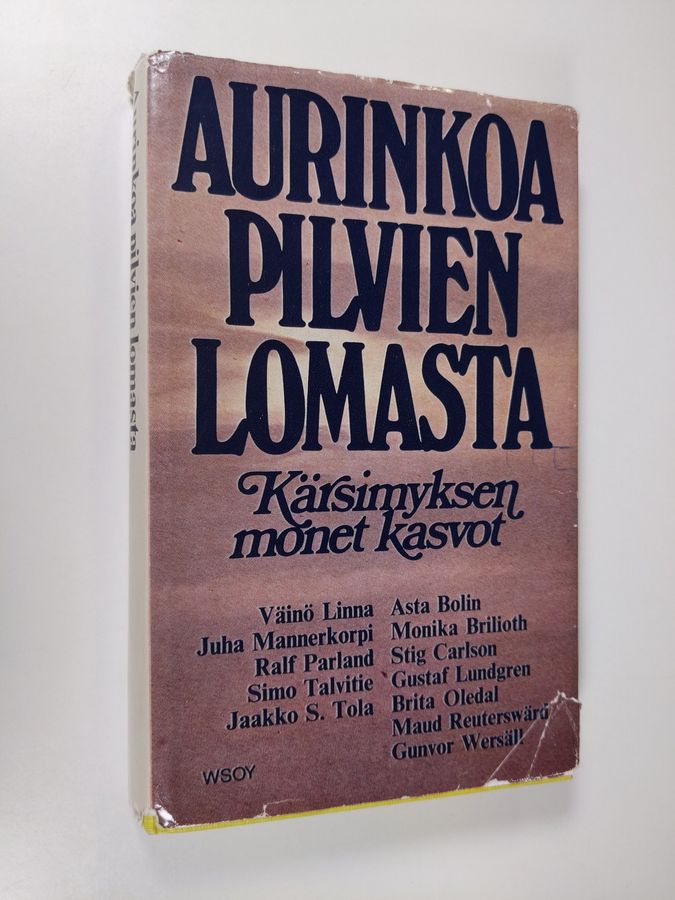 AURINKOA
PILVIEN
LOMASTA
Kärsimyksen
monet kasvot
Väinö Linna
Juha Mannerkorpi
Ralf Parland
Simo Talvitie
Jaakko S. Tola
Asta Bolin
Monika Brilioth
Stig Carlson
Gustaf Lundgren
Brita Oledal
Maud Reuterswärd
Gunvor Wersäll
WSOY
Aurinkoa pilvien lomasta